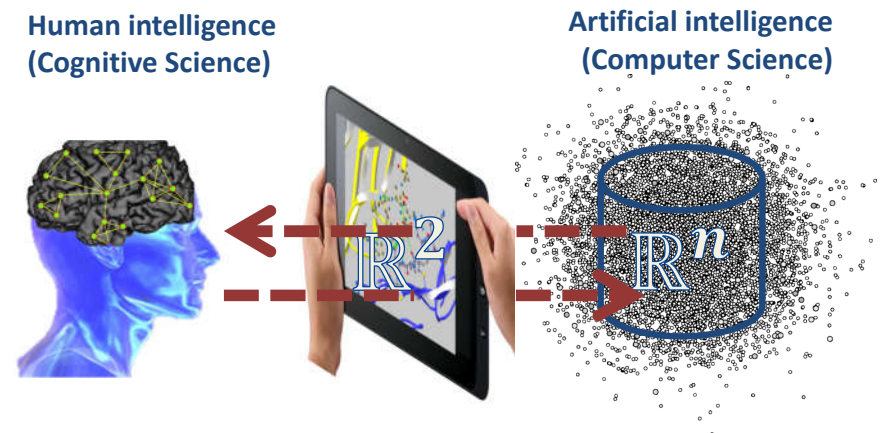 Human intelligence
(Cognitive Science)
Artificial intelligence
(Computer Science)
ℝ²
ℝⁿ